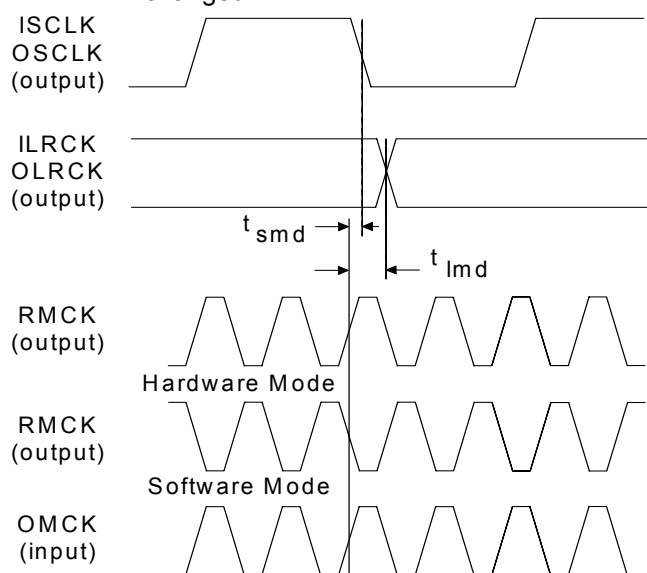 ISCLK
OSCLK
(output)
ILRCK
OLRCK
(output)
t smd
t lmd
RMCK
(output)
Hardware Mode
RMCK
(output)
Software Mode
OMCK
(input)